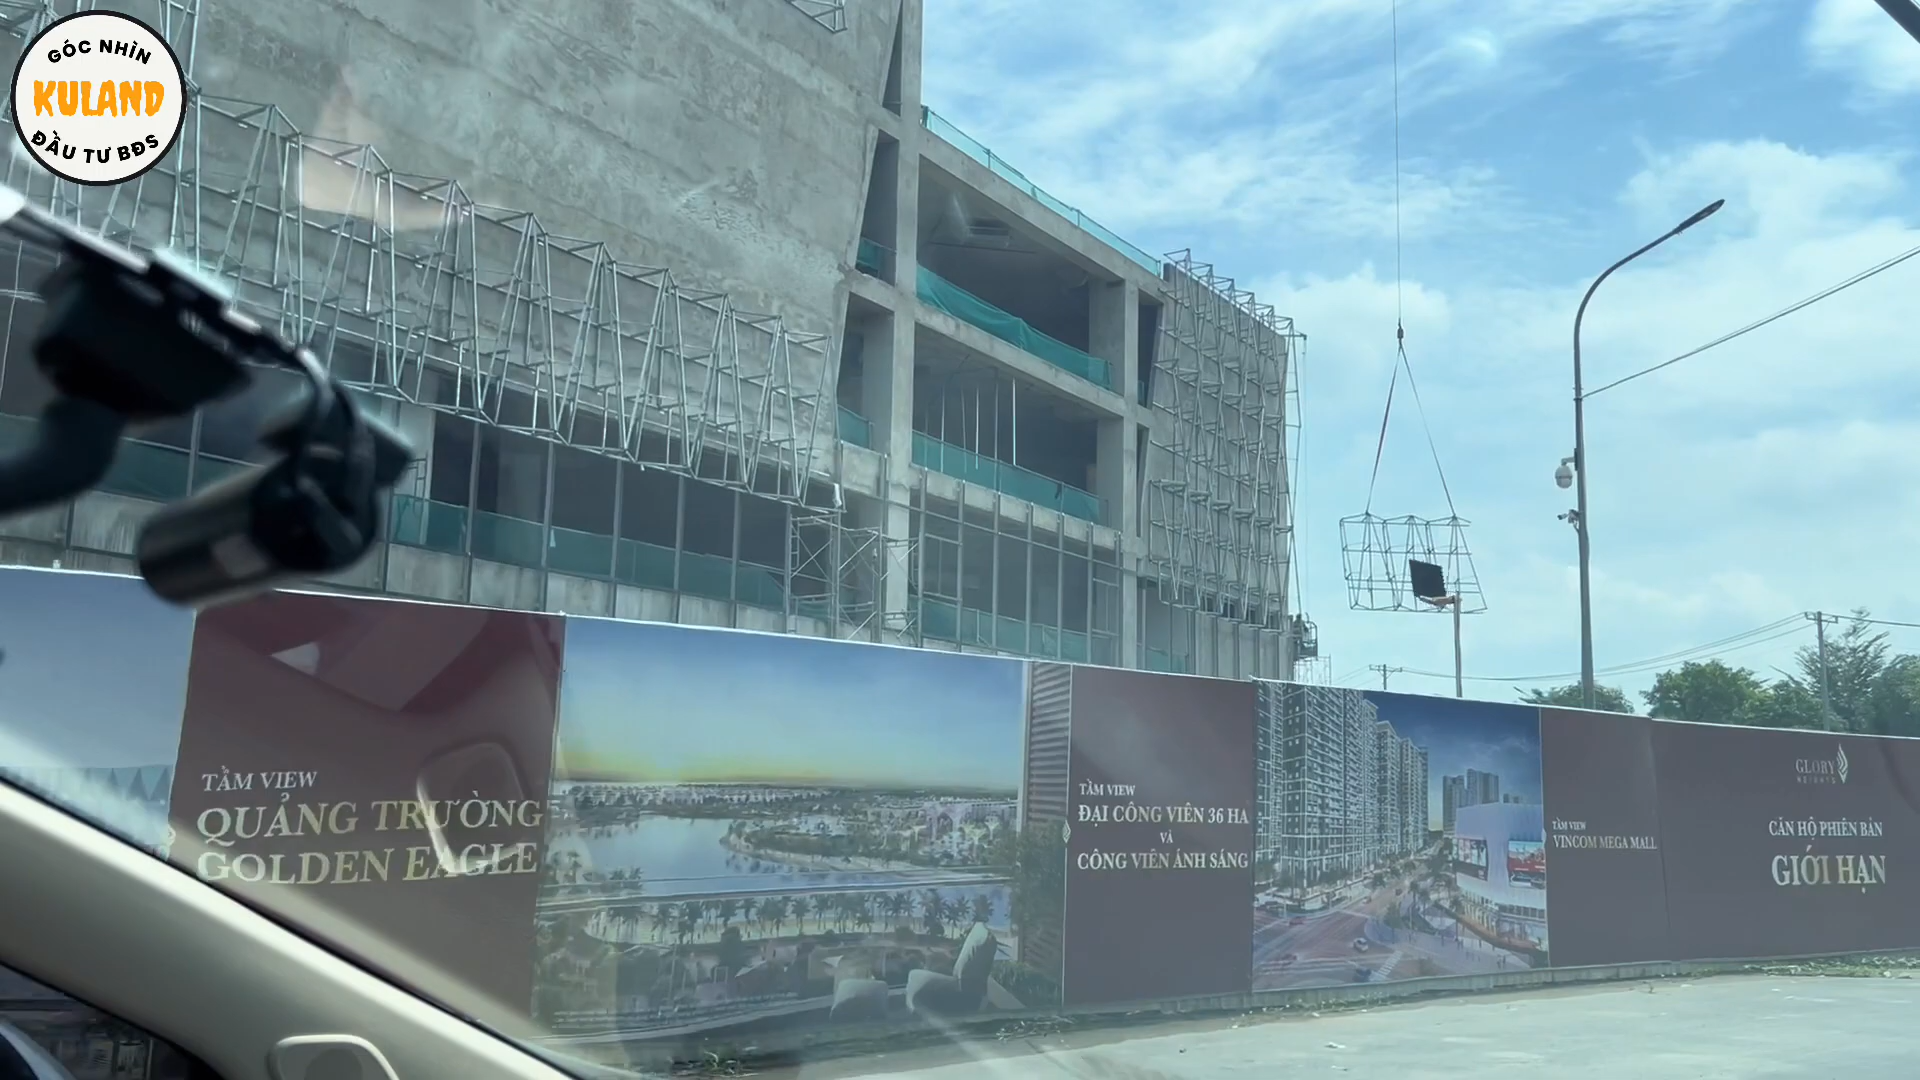 GÓC NHÌN
KULAND
ĐẦU TƯ BĐS
TẦM VIEW
QUẢNG TRƯỜNG
GOLDEN EAGLE
TẦM VIEW
ĐẠI CÔNG VIÊN 36 HA
VÀ
CÔNG VIÊN ÁNH SÁNG
TẦM VIEW
VINCOM MEGA MALL
GLORY
HEIGHTS
CĂN HỘ PHIÊN BẢN
GIỚI HẠN